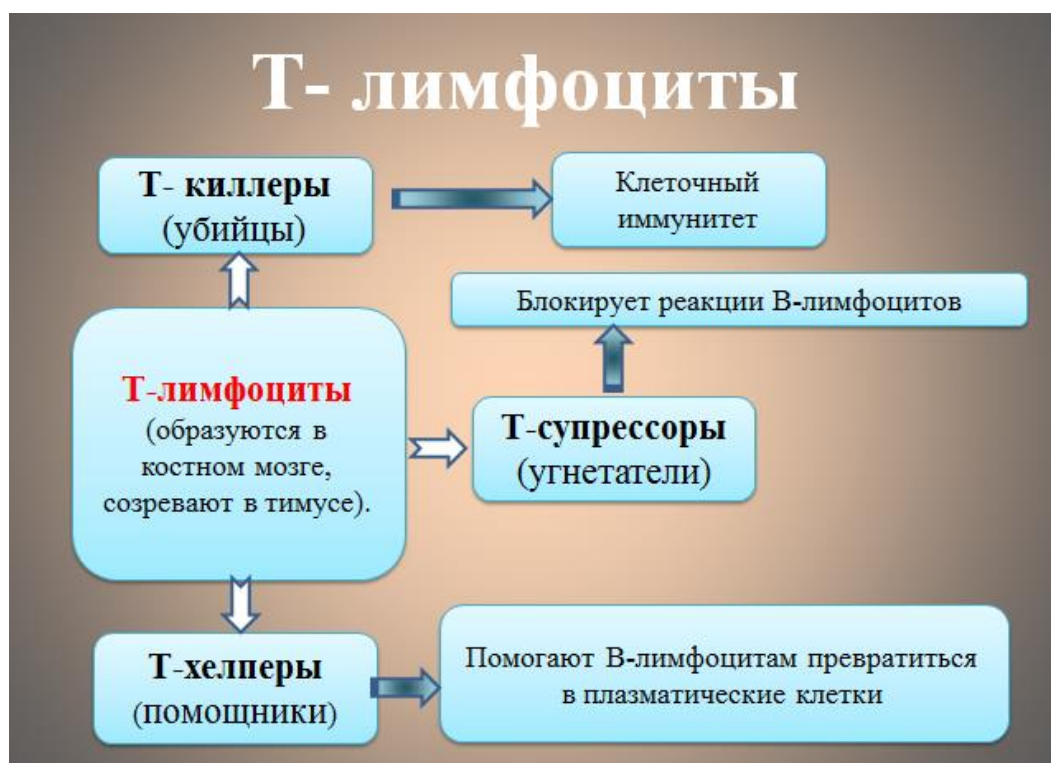 Т- лимфоциты
Т- киллеры
(убийцы)
Клеточный
иммунитет
Блокирует реакции В-лимфоцитов
Т-лимфоциты
(образуются в
костном мозге,
созревают в тимусе).
Т-супрессоры
(угнетатели)
Т-хелперы
(помощники)
Помогают В-лимфоцитам превратиться
в плазматические клетки